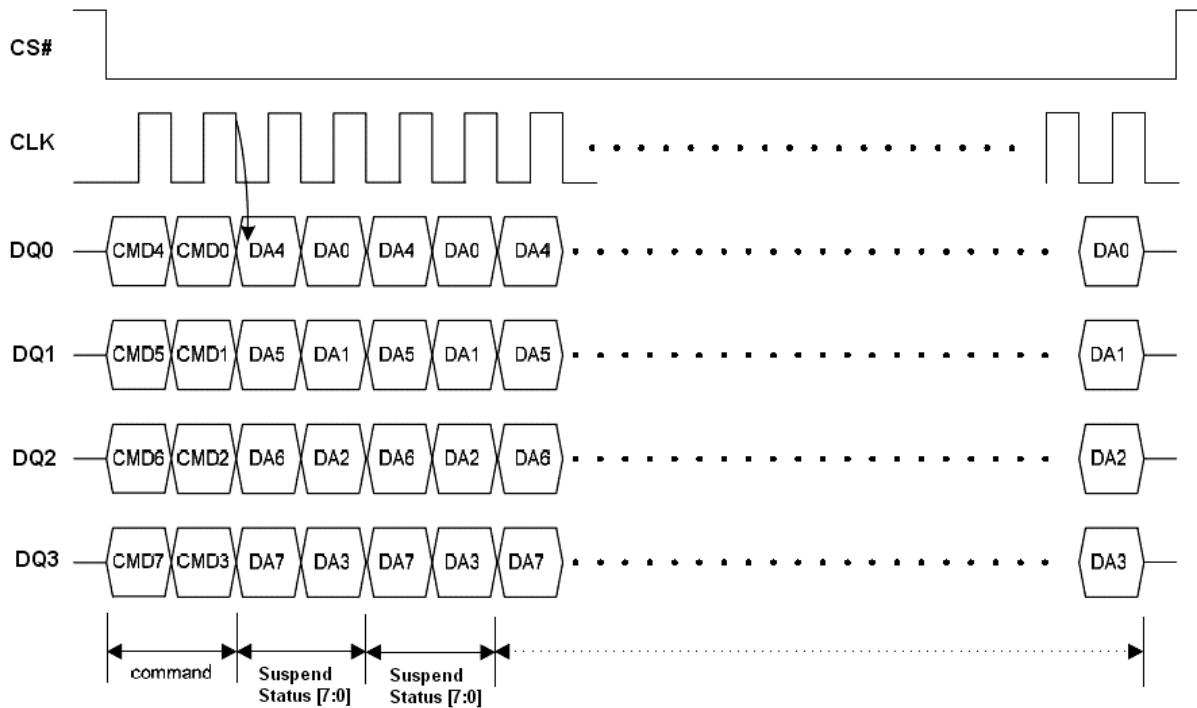 CS#
CLK
DQ0 CMD4 CMD0 DA4 DA0 DA4 DA0 DA4 DA0
DQ1 CMD5 CMD1 DA5 DA1 DA5 DA1 DA5 DA1
DQ2 CMD6 CMD2 DA6 DA2 DA6 DA2 DA6 DA2
DQ3 CMD7 CMD3 DA7 DA3 DA7 DA3 DA7 DA3
command Suspend Suspend
Status [7:0] Status [7:0]